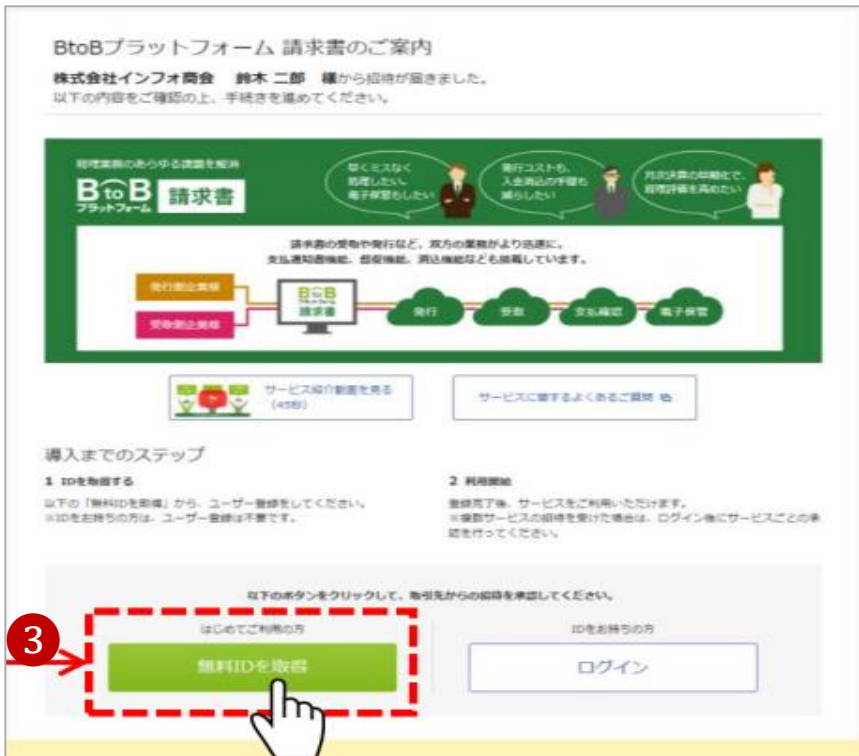 BtoBプラットフォーム 請求書のご案内
株式会社インフォ商会　鈴木 二郎　様から招待が届きました。
以下の内容をご確認の上、手続きを進めてください。
経理業務のあらゆる課題を解消
BtoB
プラットフォーム
請求書
早くミスなく
処理したい。
電子保管もしたい
発行コストも、
入金消込の手間も
減らしたい
月次決算の早期化で、
経理評価を高めたい
請求書の受取や発行など、双方の業務がより迅速に。
支払通知書機能、督促機能、消込機能なども搭載しています。
発行側企業様
受取側企業様
BtoB
プラットフォーム
請求書
発行
受取
支払確認
電子保管
サービス紹介動画を見る
(45秒)
サービスに関するよくあるご質問
導入までのステップ
1 IDを取得する
以下の「無料IDを取得」から、ユーザー登録をしてください。
※IDをお持ちの方は、ユーザー登録は不要です。
2 利用開始
登録完了後、サービスをご利用いただけます。
※複数サービスの招待を受けた場合は、ログイン後にサービスごとの承
認を行ってください。
以下のボタンをクリックして、取引先からの招待を承認してください。
3
はじめてご利用の方
無料IDを取得
IDをお持ちの方
ログイン